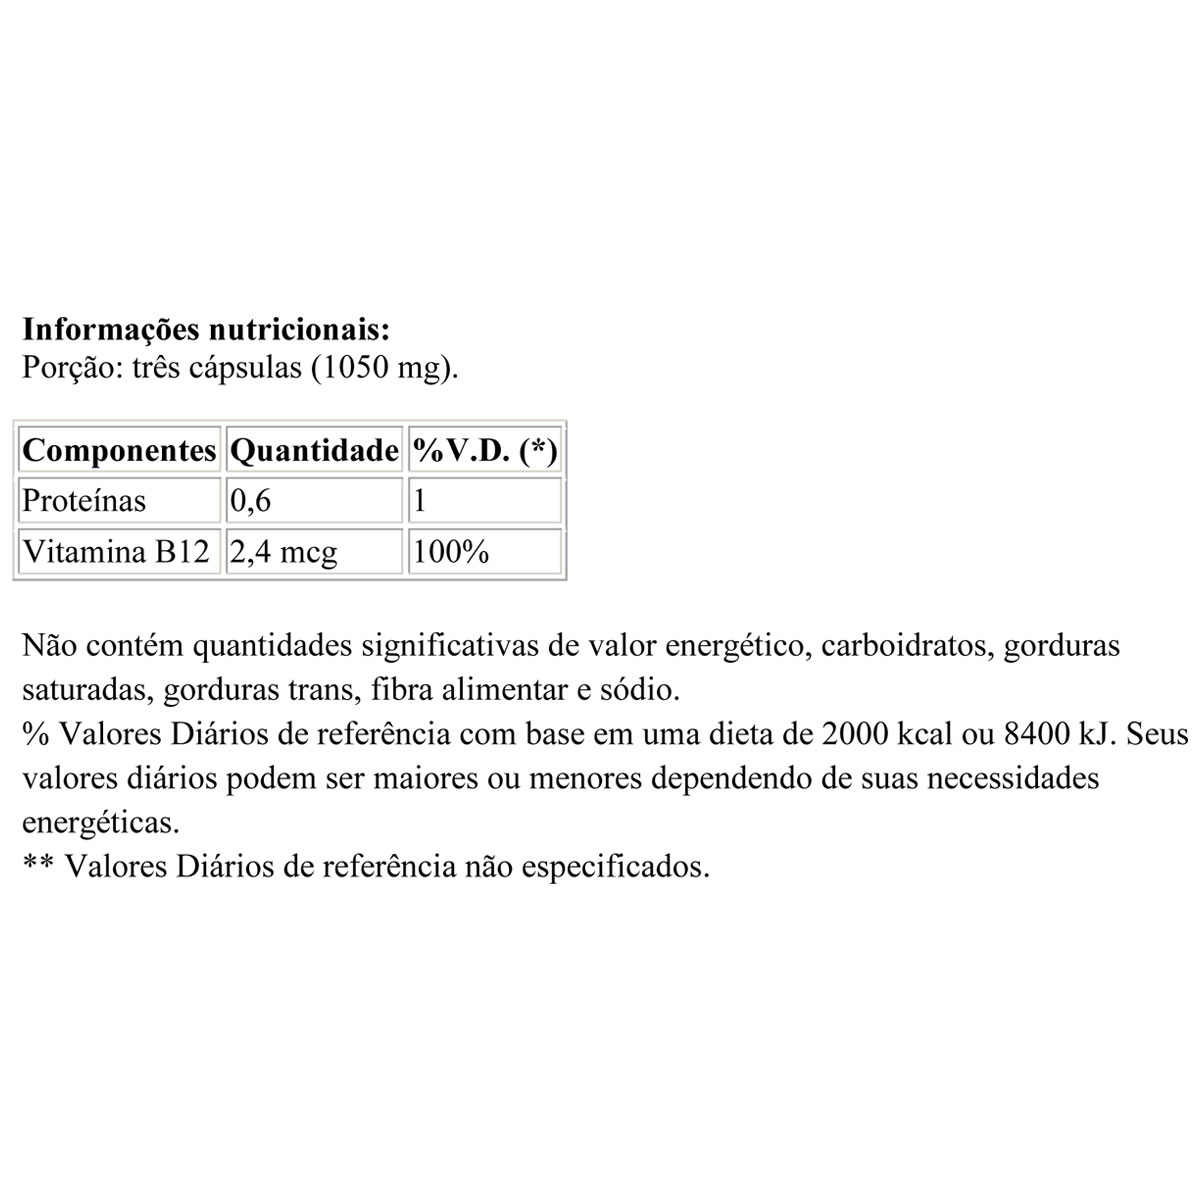 Informações nutricionais:
Porção: três cápsulas (1050 mg).
Componentes Quantidade %V.D. (*)
Proteínas 0,6 1
Vitamina B12 2,4 mcg 100%
Não contém quantidades significativas de valor energético, carboidratos, gorduras
saturadas, gorduras trans, fibra alimentar e sódio.
% Valores Diários de referência com base em uma dieta de 2000 kcal ou 8400 kJ. Seus
valores diários podem ser maiores ou menores dependendo de suas necessidades
energéticas.
** Valores Diários de referência não especificados.